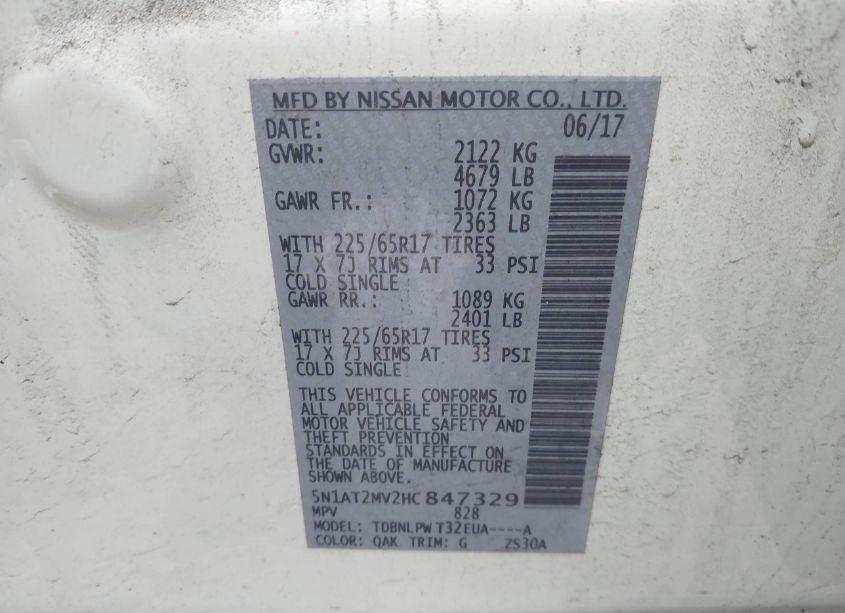 MFD BY NISSAN MOTOR CO., LTD.
DATE: 06/17
GVWR: 2122 KG
4679 LB
GAWR FR.: 1072 KG
2363 LB
WITH 225/65R17 TIRES
17 X 7J RIMS AT 33 PSI
COLD SINGLE
GAWR RR.: 1089 KG
2401 LB
WITH 225/65R17 TIRES
17 X 7J RIMS AT 33 PSI
COLD SINGLE
THIS VEHICLE CONFORMS TO
ALL APPLICABLE FEDERAL
MOTOR VEHICLE SAFETY AND
THEFT PREVENTION
STANDARDS IN EFFECT ON
THE DATE OF MANUFACTURE
SHOWN ABOVE.
5N1AT2MV2HC847329
MPV 828
MODEL: TDBNLPW T32EUA----A
COLOR: QAK TRIM: G ZS30A